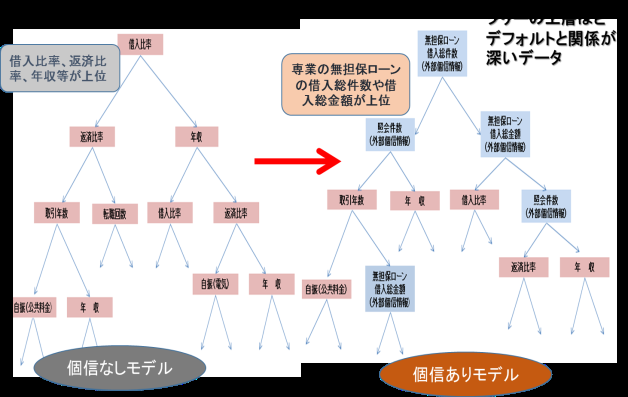 ツリーの上層ほど
デフォルトと関係が
深いデータ
借入比率、返済比
率、年収等が上位
借入比率
返済比率
年収
取引年数
転職回数
借入比率
返済比率
自振(公共料金)
年 収
自振(電気)
年 収
個信なしモデル
専業の無担保ローン
の借入総件数や借
入総金額が上位
無担保ローン
借入総件数
(外部個信情報)
照会件数
(外部個信情報)
無担保ローン
借入総金額
(外部個信情報)
取引年数
年 収
借入比率
照会件数
(外部個信情報)
自振(公共料金)
無担保ローン
借入総金額
(外部個信情報)
返済比率
年 収
個信ありモデル